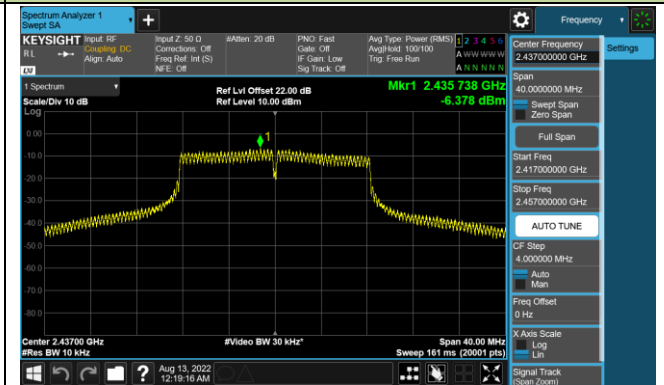 Spectrum Analyzer 1
Swept SA
+
Frequency
KEYSIGHT
Input: RF
Coupling: DC
Align: Auto
Input Z: 50 Ω
Corrections: Off
Freq Ref: Int (S)
NFE: Off
#Atten: 20 dB
PNO: Fast
Gate: Off
IF Gain: Low
Sig Track: Off
Avg Type: Power (RMS)
Avg|Hold: 100/100
Trig: Free Run
1 2 3 4 5 6
A W W W W W
A N N N N N
RL
LXI
1 Spectrum
Scale/Div 10 dB
Log
Ref Lvl Offset 22.00 dB
Ref Level 10.00 dBm
Mkr1 2.435 738 GHz
-6.378 dBm
1
0.00
-10.0
-20.0
-30.0
-40.0
-50.0
-60.0
-70.0
-80.0
Center 2.43700 GHz
#Res BW 10 kHz
#Video BW 30 kHz*
Span 40.00 MHz
Sweep 161 ms (20001 pts)
?
Aug 13, 2022
12:19:16 AM
Center Frequency
2.437000000 GHz
Settings
Span
40.0000000 MHz
Swept Span
Zero Span
Full Span
Start Freq
2.417000000 GHz
Stop Freq
2.457000000 GHz
AUTO TUNE
CF Step
4.000000 MHz
Auto
Man
Freq Offset
0 Hz
X Axis Scale
Log
Lin
Signal Track
(Span Zoom)